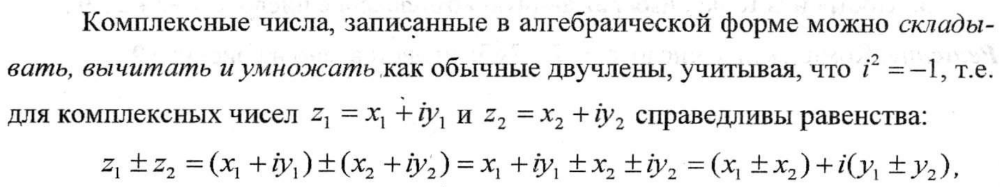 Комплексные числа, записанные в алгебраической форме можно склады-
вать, вычитать и умножать как обычные двучлены, учитывая, что i² = −1, т.е.
для комплексных чисел z₁ = x₁ + iy₁ и z₂ = x₂ + iy₂ справедливы равенства:
z₁ ± z₂ = (x₁ + iy₁) ± (x₂ + iy₂) = x₁ + iy₁ ± x₂ ± iy₂ = (x₁ ± x₂) + i(y₁ ± y₂),